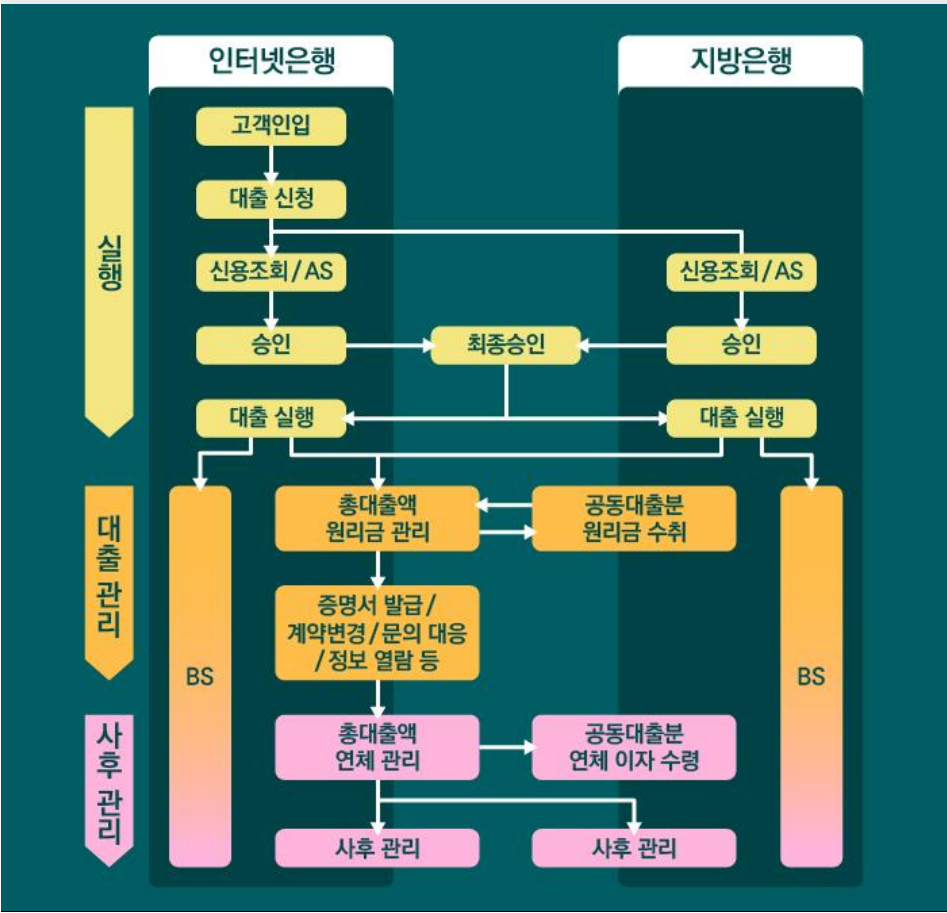 인터넷은행
지방은행
실행
고객인입
대출 신청
신용조회/AS
신용조회/AS
승인
최종승인
승인
대출 실행
대출 실행
대출 관리
총대출액
원리금 관리
공동대출분
원리금 수취
증명서 발급/
계약변경/문의 대응
/정보 열람 등
BS
BS
사후 관리
총대출액
연체 관리
공동대출분
연체 이자 수령
사후 관리
사후 관리